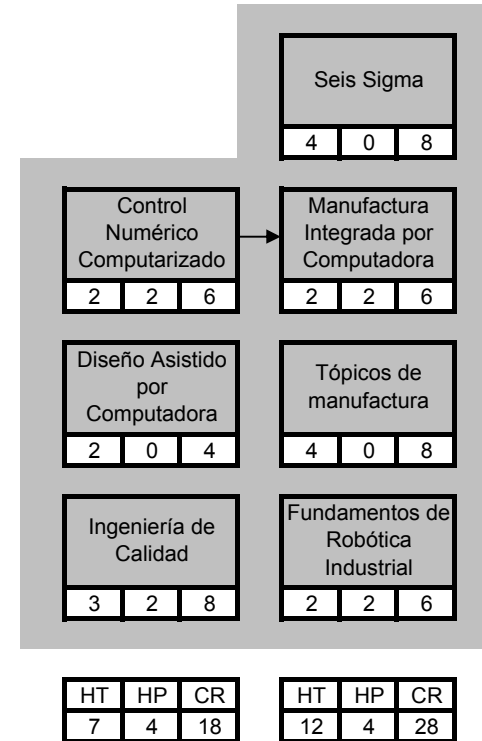 Seis Sigma
4 0 8
Control
Numérico
Computarizado
2 2 6
Manufactura
Integrada por
Computadora
2 2 6
Diseño Asistido
por
Computadora
2 0 4
Tópicos de
manufactura
4 0 8
Ingeniería de
Calidad
3 2 8
Fundamentos de
Robótica
Industrial
2 2 6
HT HP CR
7 4 18
HT HP CR
12 4 28